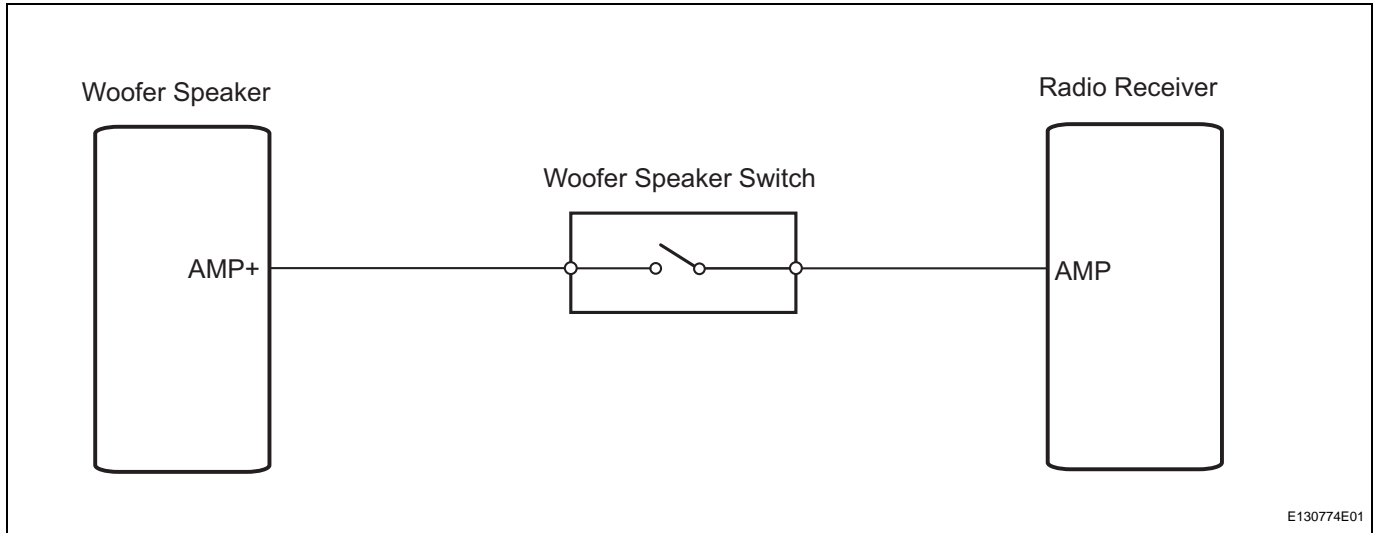 Woofer Speaker
Radio Receiver
Woofer Speaker Switch
AMP+
AMP
E130774E01